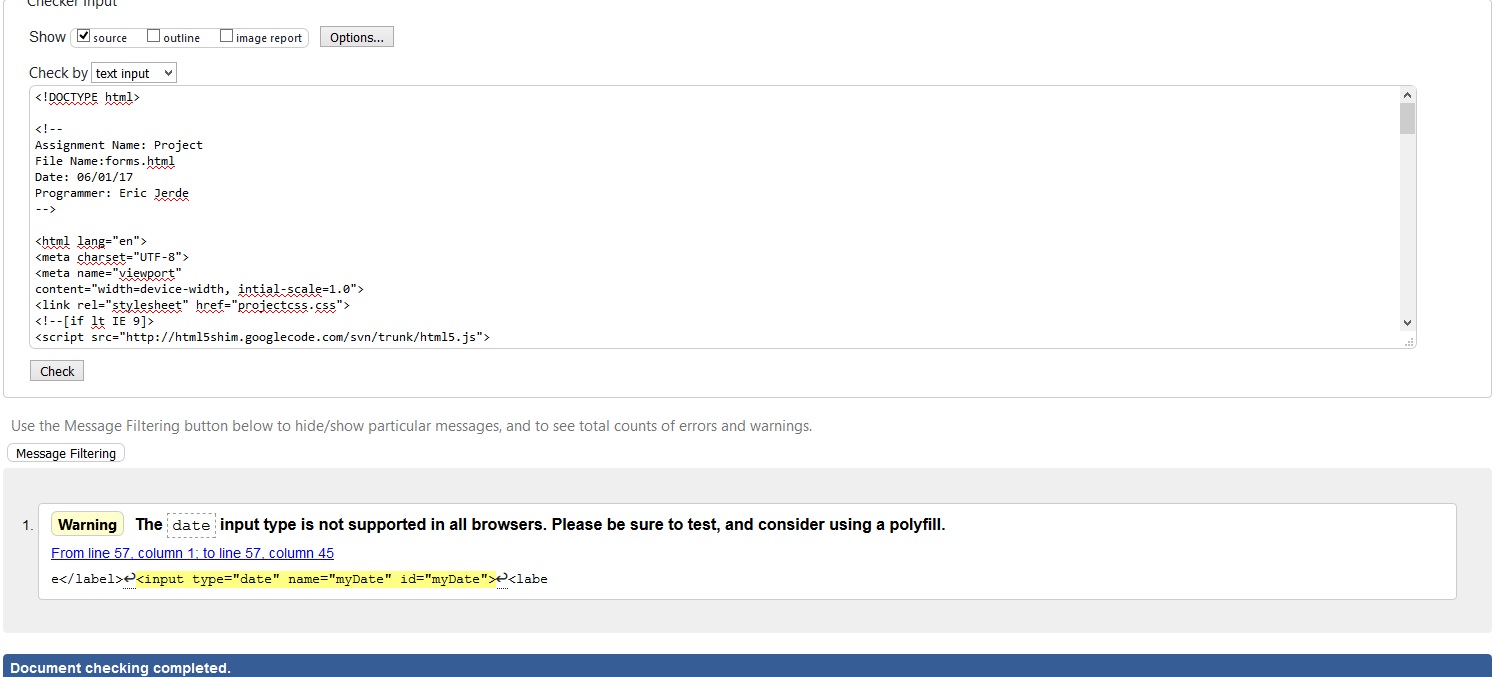 Checker Input
Show source outline image report Options...
Check by text input
<!DOCTYPE html>
<!--
Assignment Name: Project
File Name:forms.html
Date: 06/01/17
Programmer: Eric Jerde
-->
<html lang="en">
<meta charset="UTF-8">
<meta name="viewport"
content="width=device-width, intial-scale=1.0">
<link rel="stylesheet" href="projectcss.css">
<!--[if lt IE 9]>
<script src="http://html5shim.googlecode.com/svn/trunk/html5.js">
Check
Use the Message Filtering button below to hide/show particular messages, and to see total counts of errors and warnings.
Message Filtering
1. Warning The date input type is not supported in all browsers. Please be sure to test, and consider using a polyfill.
From line 57, column 1; to line 57, column 45
e</label>↩<input type="date" name="myDate" id="myDate">↩<labe
Document checking completed.